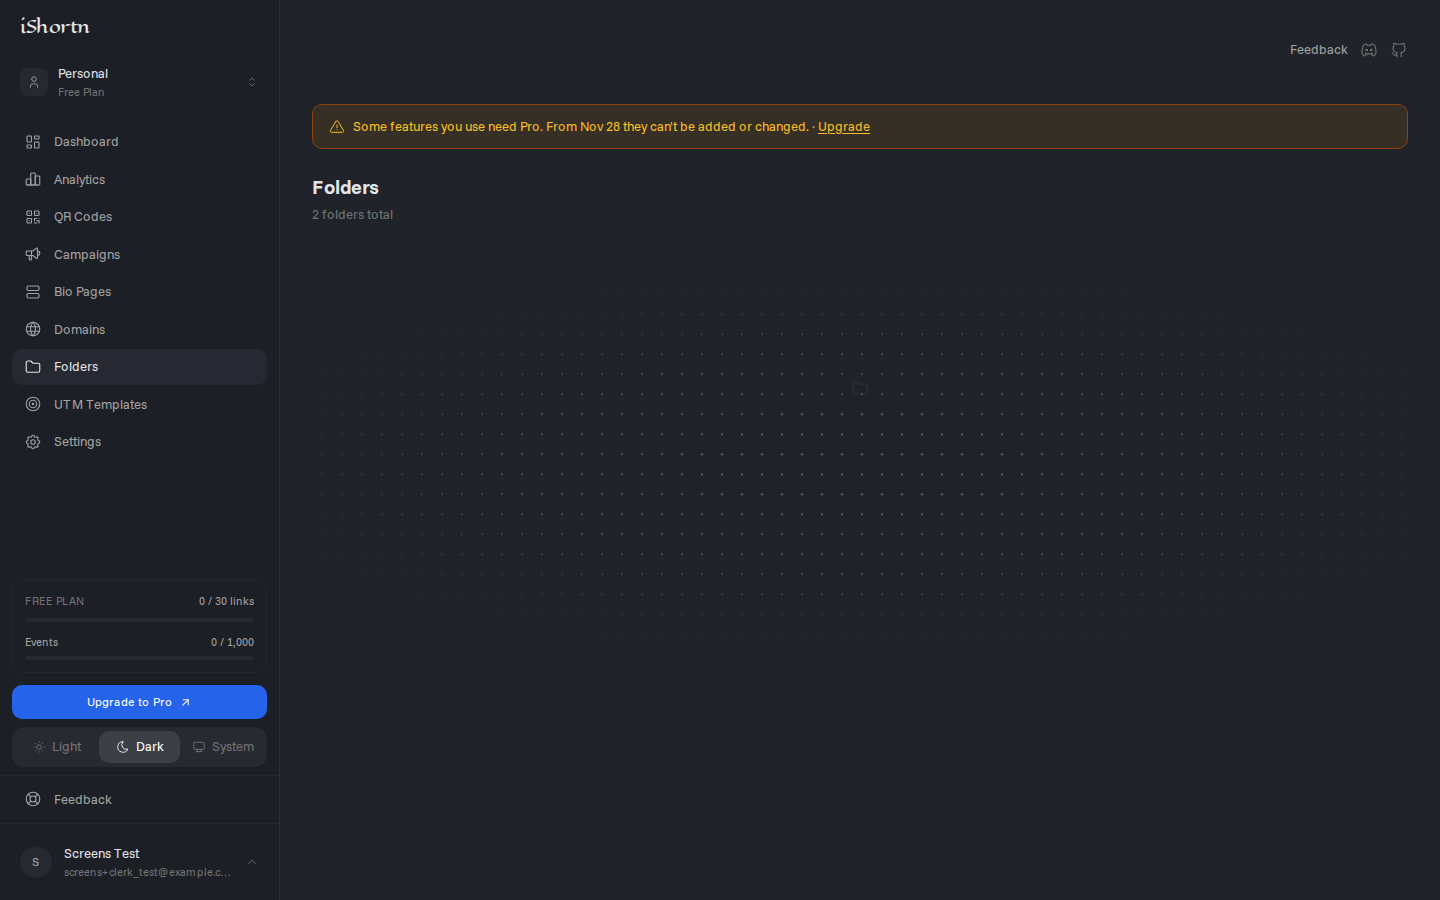 iShortn
Personal
Free Plan
Dashboard
Analytics
QR Codes
Campaigns
Bio Pages
Domains
Folders
UTM Templates
Settings
FREE PLAN 0 / 30 links
Events 0 / 1,000
Upgrade to Pro
Light Dark System
Feedback
S
Screens Test
screens+clerk_test@example.c...
Feedback
Some features you use need Pro. From Nov 28 they can't be added or changed. · Upgrade
Folders
2 folders total